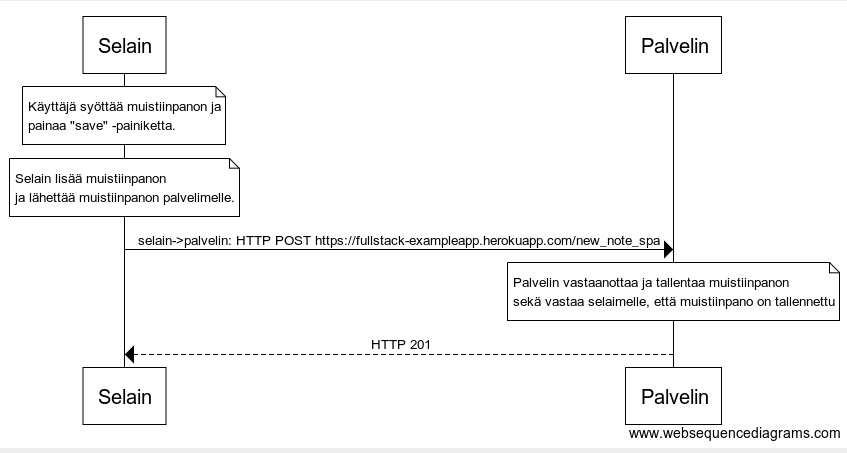 Selain
Palvelin
Käyttäjä syöttää muistiinpanon ja
painaa "save" -painiketta.
Selain lisää muistiinpanon
ja lähettää muistiinpanon palvelimelle.
selain->palvelin: HTTP POST https://fullstack-exampleapp.herokuapp.com/new_note_spa
Palvelin vastaanottaa ja tallentaa muistiinpanon
sekä vastaa selaimelle, että muistiinpano on tallennettu
HTTP 201
Selain
Palvelin
www.websequencediagrams.com